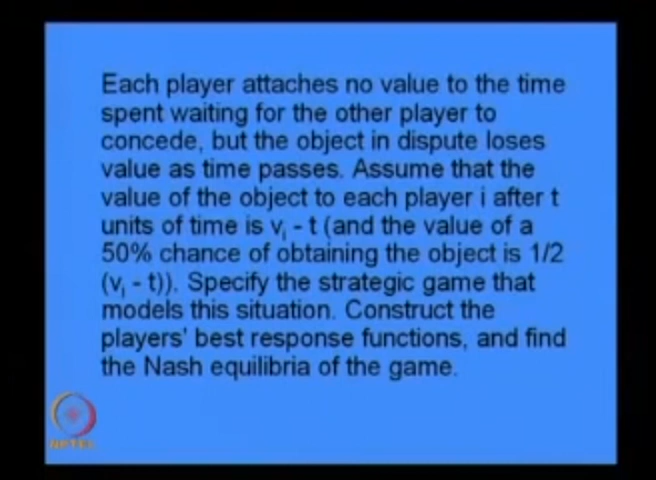 Each player attaches no value to the time
spent waiting for the other player to
concede, but the object in dispute loses
value as time passes. Assume that the
value of the object to each player i after t
units of time is vᵢ - t (and the value of a
50% chance of obtaining the object is 1/2
(vᵢ - t)). Specify the strategic game that
models this situation. Construct the
players' best response functions, and find
the Nash equilibria of the game.
NPTEL